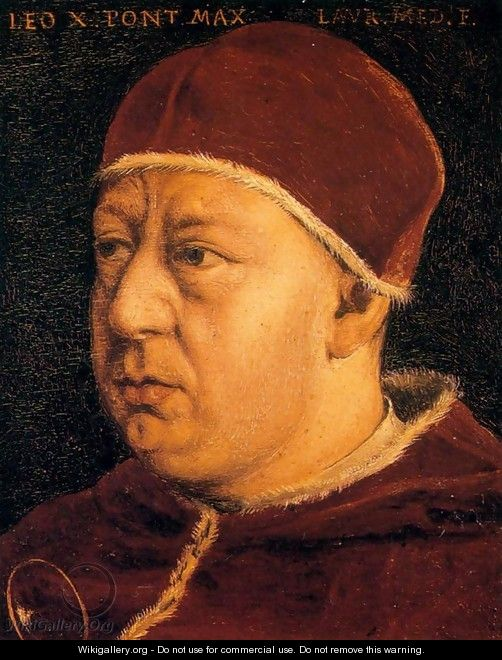 LEO X. PONT MAX LAVR. MED. F.
WikiGallery.Org
Wikigallery.org - Do not use for commercial use. Do not remove this warning.